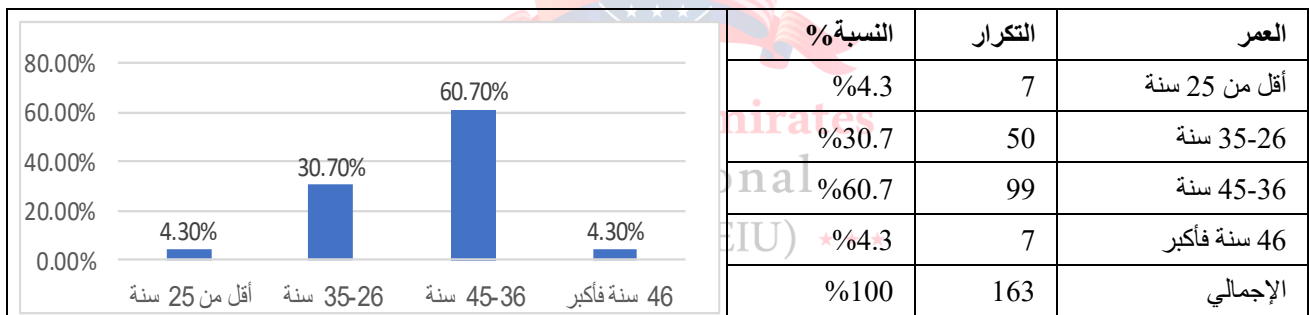 العمر التكرار النسبة%
أقل من 25 سنة 7 %4.3
35-26 سنة 50 %30.7
45-36 سنة 99 %60.7
46 سنة فأكبر 7 %4.3
الإجمالي 163 %100
80.00%
60.00%
40.00%
20.00%
0.00%
4.30% 30.70% 60.70% 4.30%
أقل من 25 سنة 35-26 سنة 45-36 سنة 46 سنة فأكبر
mirates
onal
EIU)